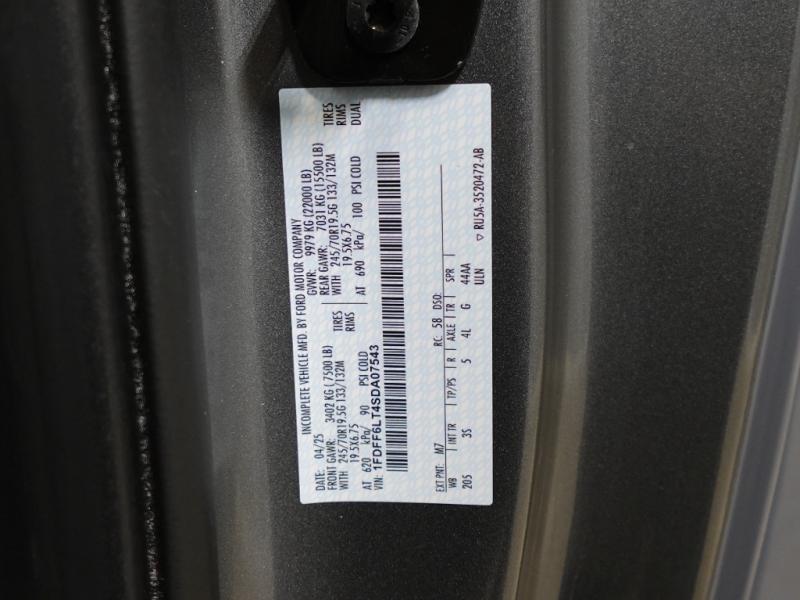 INCOMPLETE VEHICLE MFD. BY FORD MOTOR COMPANY
DATE: 04/25 GVWR: 9979 KG (22000 LB)
FRONT GAWR: 3402 KG (7500 LB) REAR GAWR: 7031 KG (15500 LB)
WITH 245/70R19.5G 133/132M TIRES WITH 245/70R19.5G 133/132M TIRES
19.5X6.75 RIMS 19.5X6.75 RIMS
AT 620 kPa/ 90 PSI COLD AT 690 kPa/ 100 PSI COLD DUAL
VIN: 1FDFF6LT4SDA07543
EXT PNT: M7 RC: 58 DSO:
WB INT TR TP/PS R AXLE TR SPR
205 3S 5 4L G 44AA
ULN
▽ RU5A-3520472-AB